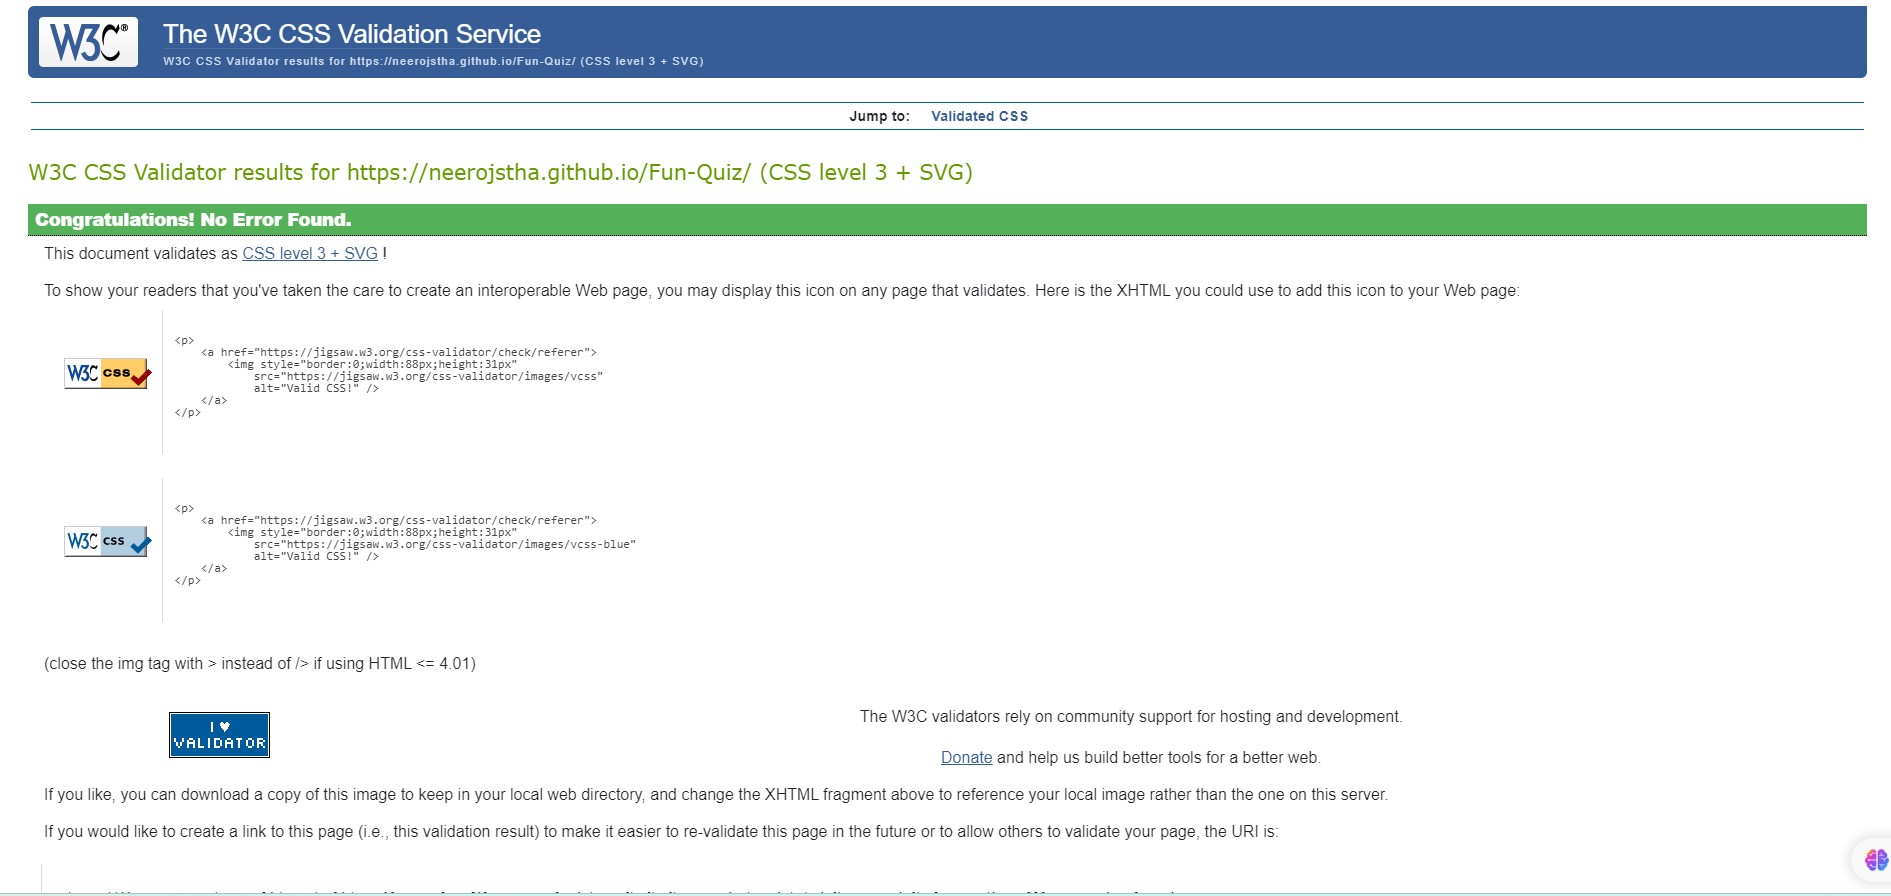 W3C®
The W3C CSS Validation Service
W3C CSS Validator results for https://neerojstha.github.io/Fun-Quiz/ (CSS level 3 + SVG)
Jump to: Validated CSS
W3C CSS Validator results for https://neerojstha.github.io/Fun-Quiz/ (CSS level 3 + SVG)
Congratulations! No Error Found.
This document validates as CSS level 3 + SVG !
To show your readers that you've taken the care to create an interoperable Web page, you may display this icon on any page that validates. Here is the XHTML you could use to add this icon to your Web page:
W3C css
<p>
<a href="https://jigsaw.w3.org/css-validator/check/referer">
<img style="border:0;width:88px;height:31px"
src="https://jigsaw.w3.org/css-validator/images/vcss"
alt="Valid CSS!" />
</a>
</p>
W3C css
<p>
<a href="https://jigsaw.w3.org/css-validator/check/referer">
<img style="border:0;width:88px;height:31px"
src="https://jigsaw.w3.org/css-validator/images/vcss-blue"
alt="Valid CSS!" />
</a>
</p>
(close the img tag with > instead of /> if using HTML <= 4.01)
I ♥
VALIDATOR
The W3C validators rely on community support for hosting and development.
Donate and help us build better tools for a better web.
If you like, you can download a copy of this image to keep in your local web directory, and change the XHTML fragment above to reference your local image rather than the one on this server.
If you would like to create a link to this page (i.e., this validation result) to make it easier to re-validate this page in the future or to allow others to validate your page, the URI is: